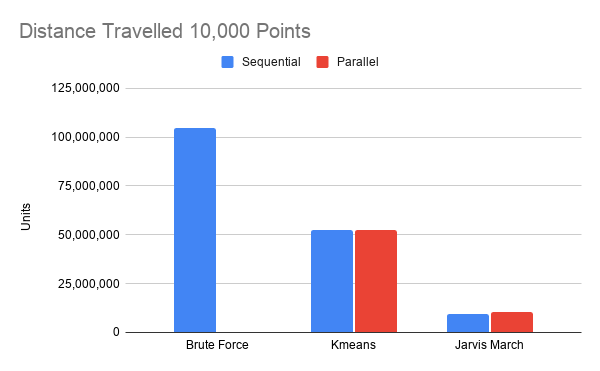 Distance Travelled 10,000 Points
Sequential Parallel
125,000,000
100,000,000
75,000,000
50,000,000
25,000,000
0
Units
Brute Force Kmeans Jarvis March